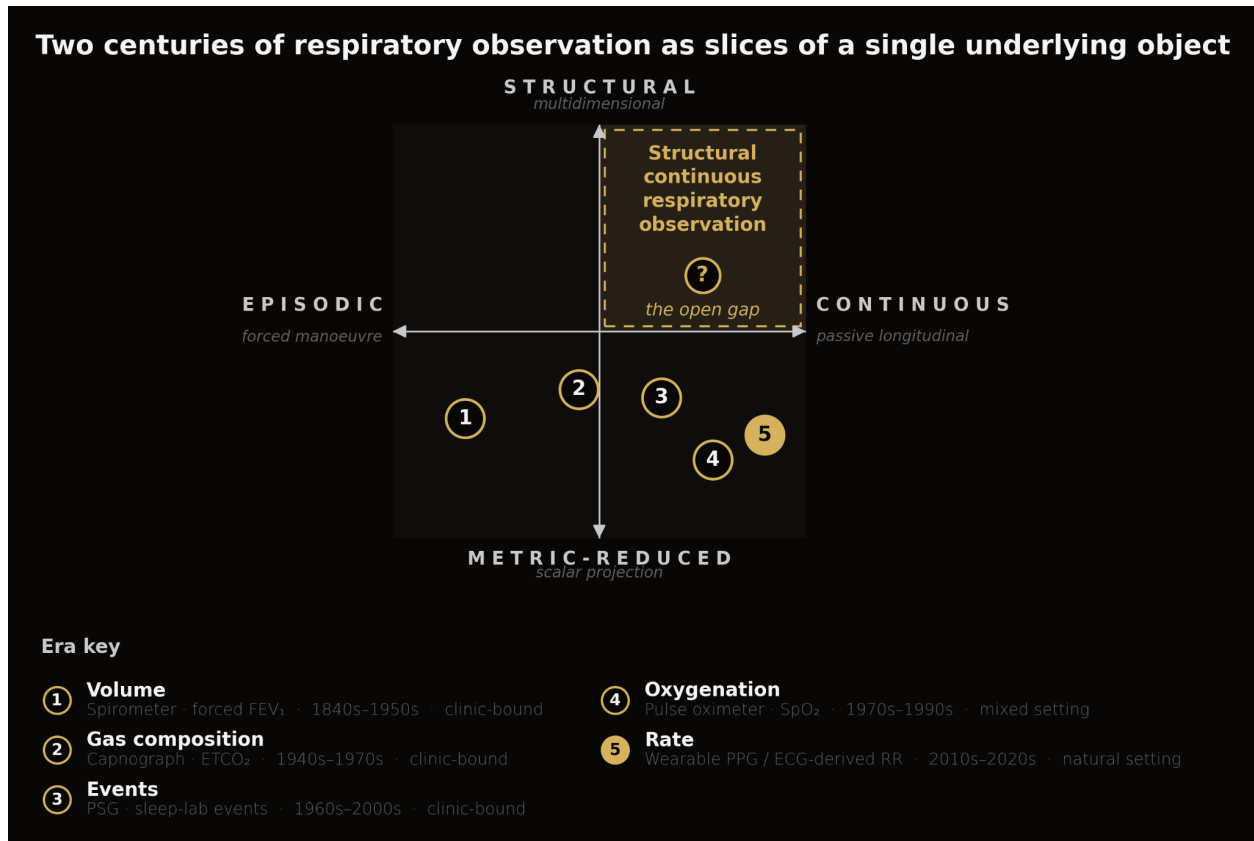 Two centuries of respiratory observation as slices of a single underlying object
STRUCTURAL
multidimensional
Structural
continuous
respiratory
observation
?
the open gap
EPISODIC
forced manoeuvre
CONTINUOUS
passive longitudinal
1
2
3
4
5
METRIC-REDUCED
scalar projection
Era key
1 Volume
Spirometer · forced FEV₁ · 1840s–1950s · clinic-bound
2 Gas composition
Capnograph · ETCO₂ · 1940s–1970s · clinic-bound
3 Events
PSG · sleep-lab events · 1960s–2000s · clinic-bound
4 Oxygenation
Pulse oximeter · SpO₂ · 1970s–1990s · mixed setting
5 Rate
Wearable PPG / ECG-derived RR · 2010s–2020s · natural setting